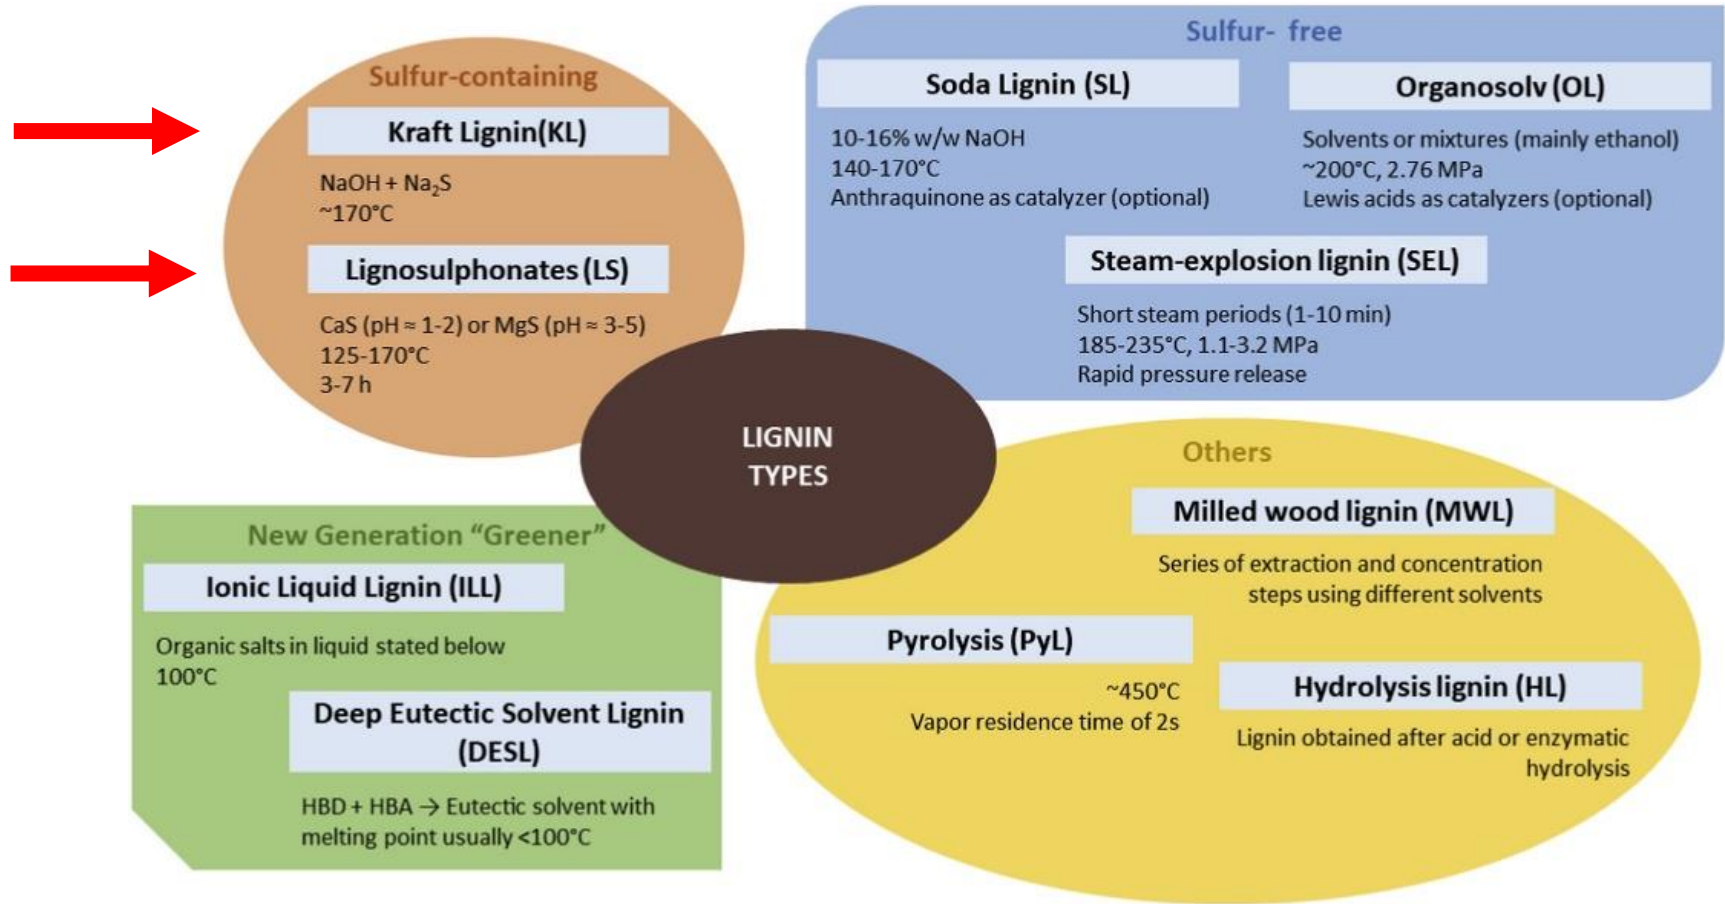 Sulfur-containing
Kraft Lignin(KL)
NaOH + Na₂S
~170°C
Lignosulphonates (LS)
CaS (pH ≈ 1-2) or MgS (pH ≈ 3-5)
125-170°C
3-7 h
Sulfur- free
Soda Lignin (SL)
10-16% w/w NaOH
140-170°C
Anthraquinone as catalyzer (optional)
Organosolv (OL)
Solvents or mixtures (mainly ethanol)
~200°C, 2.76 MPa
Lewis acids as catalyzers (optional)
Steam-explosion lignin (SEL)
Short steam periods (1-10 min)
185-235°C, 1.1-3.2 MPa
Rapid pressure release
LIGNIN
TYPES
New Generation “Greener”
Ionic Liquid Lignin (ILL)
Organic salts in liquid stated below
100°C
Deep Eutectic Solvent Lignin
(DESL)
HBD + HBA → Eutectic solvent with
melting point usually <100°C
Others
Milled wood lignin (MWL)
Series of extraction and concentration
steps using different solvents
Pyrolysis (PyL)
~450°C
Vapor residence time of 2s
Hydrolysis lignin (HL)
Lignin obtained after acid or enzymatic
hydrolysis